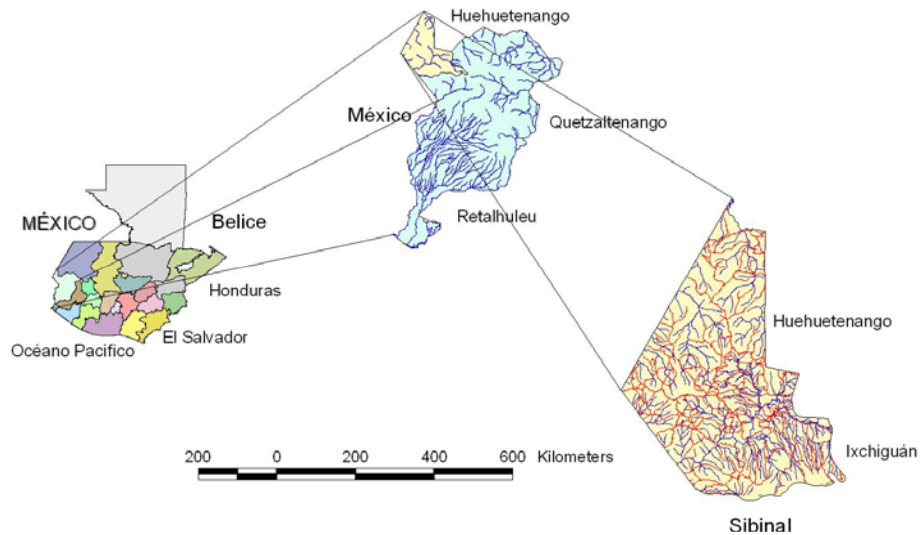 Huehuetenango
México
Quetzaltenango
Retalhuleu
MÉXICO
Belice
Honduras
El Salvador
Océano Pacifico
Huehuetenango
Ixchiguán
Sibinal
200 0 200 400 600 Kilometers